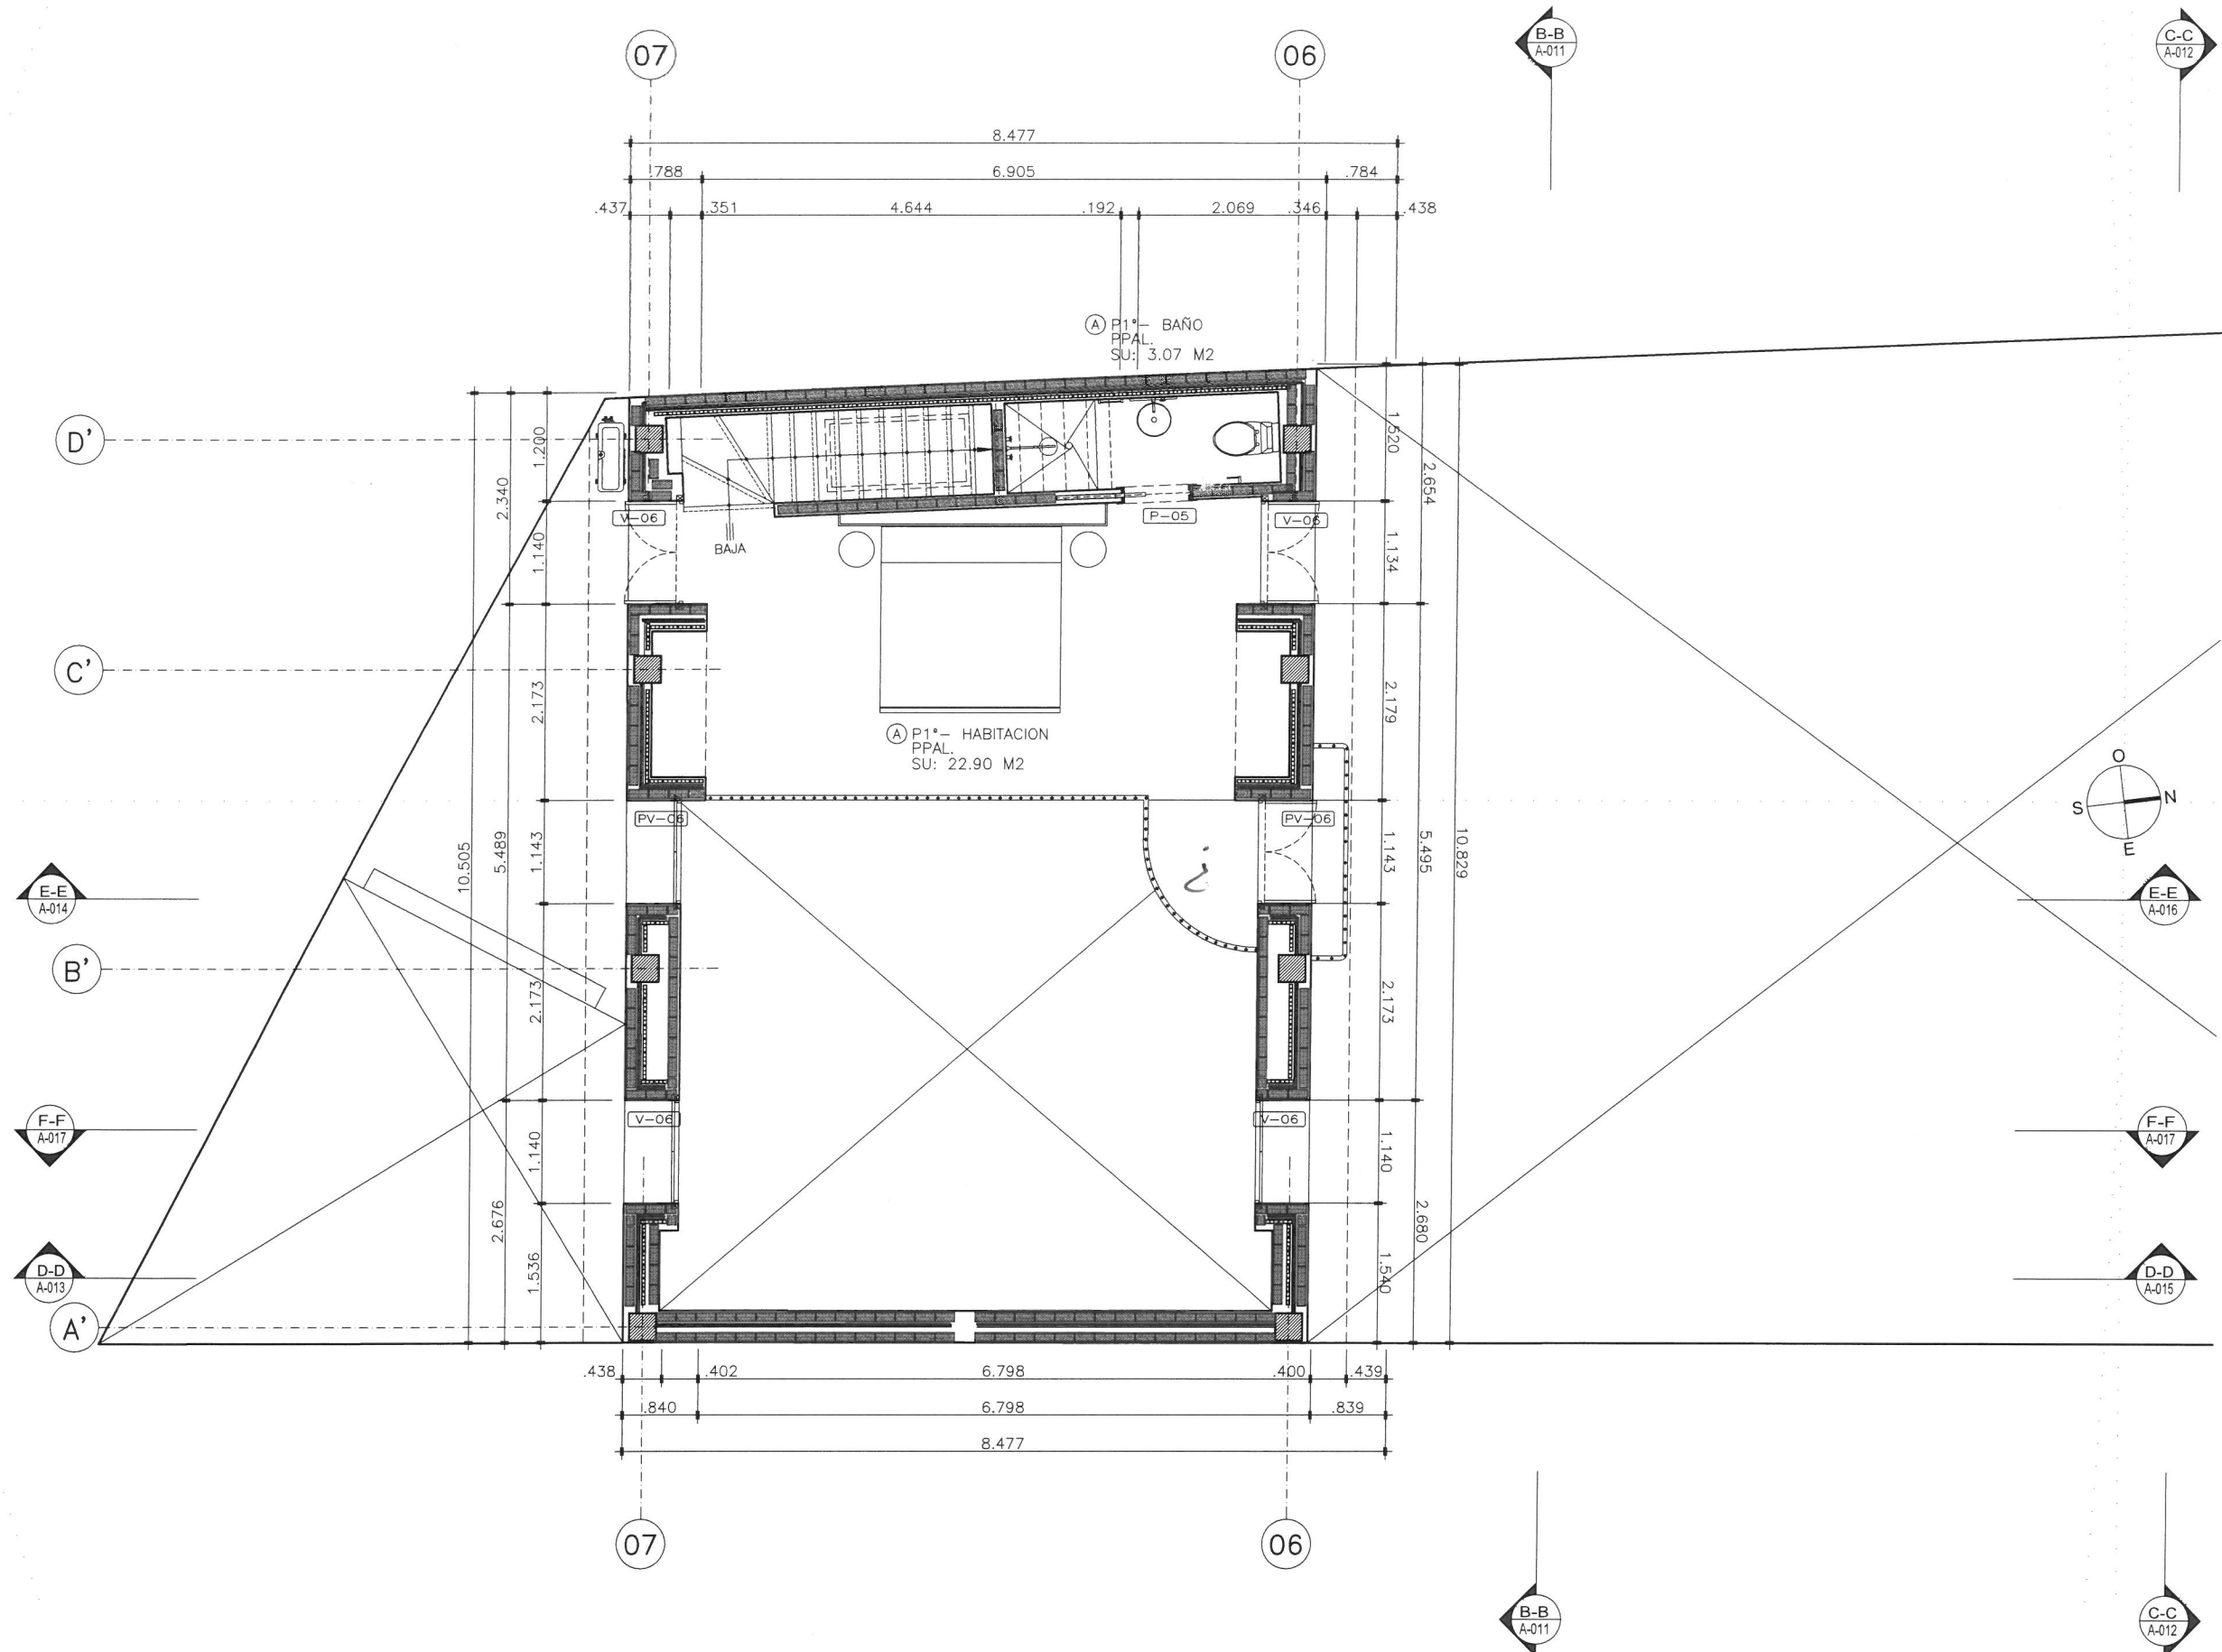 07
06
B-B
A-011
C-C
A-012
8.477
.788
6.905
.784
.437
.351
4.644
.192
2.069
.346
.438
A P1°- BAÑO
PPAL.
SU: 3.07 M2
D'
1.200
2.340
1.520
2.654
V-06
P-05
V-06
BAJA
1.140
1.134
C'
2.173
2.179
A P1°- HABITACION
PPAL.
SU: 22.90 M2
O
S
N
E
PV-06
PV-06
10.505
5.489
1.143
¿
1.143
5.495
10.829
E-E
A-014
E-E
A-016
B'
2.173
2.173
F-F
A-017
V-06
V-06
F-F
A-017
1.140
1.140
2.676
2.680
D-D
A-013
1.536
1.540
D-D
A-015
A'
.438
.402
6.798
.400
.439
.840
6.798
.839
8.477
07
06
B-B
A-011
C-C
A-012